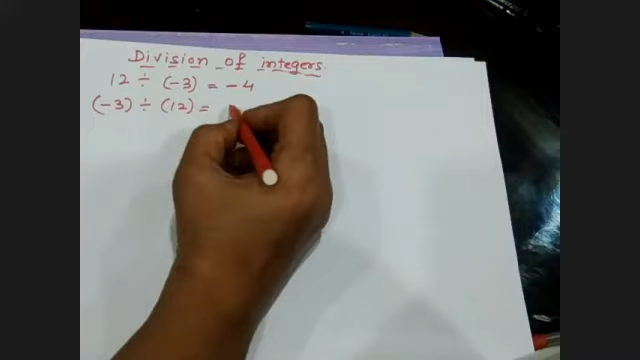 Division of integers
12 ÷ (-3) = -4
(-3) ÷ (12) =